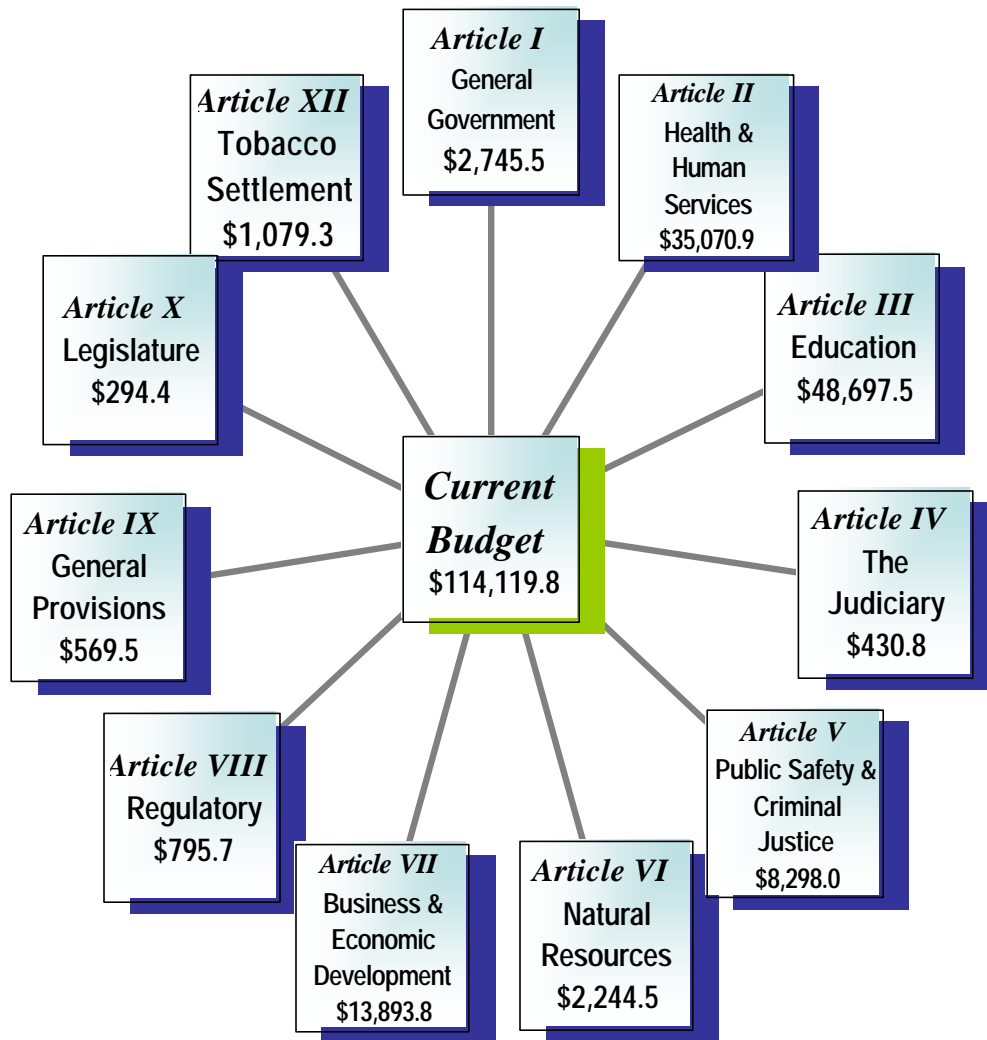 Article I
General
Government
$2,745.5
Article II
Health &
Human
Services
$35,070.9
Article III
Education
$48,697.5
Article IV
The
Judiciary
$430.8
Article V
Public Safety &
Criminal
Justice
$8,298.0
Article VI
Natural
Resources
$2,244.5
Article VII
Business &
Economic
Development
$13,893.8
Article VIII
Regulatory
$795.7
Article IX
General
Provisions
$569.5
Article X
Legislature
$294.4
Article XII
Tobacco
Settlement
$1,079.3
Current
Budget
$114,119.8